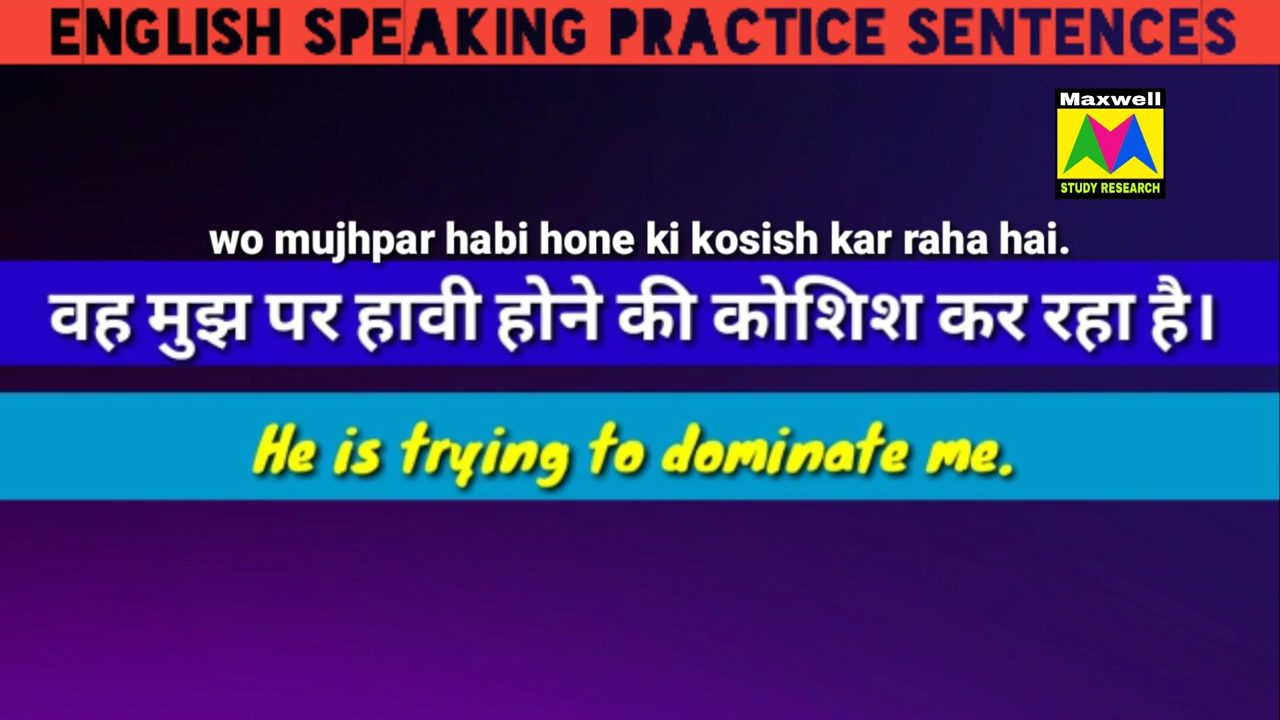 ENGLISH SPEAKING PRACTICE SENTENCES
Maxwell
STUDY RESEARCH
wo mujhpar habi hone ki kosish kar raha hai.
वह मुझ पर हावी होने की कोशिश कर रहा है।
He is trying to dominate me.